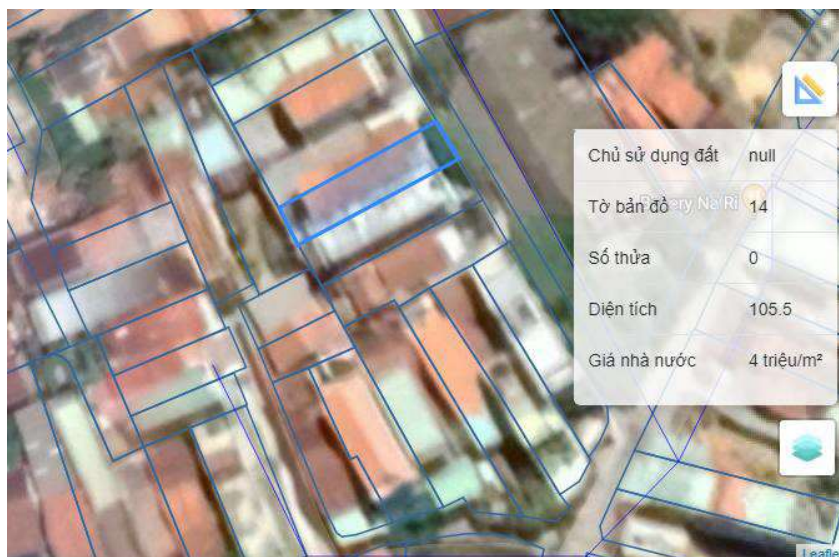 Chủ sử dụng đất null
Tờ bản đồ 14
Số thửa 0
Diện tích 105.5
Giá nhà nước 4 triệu/m²